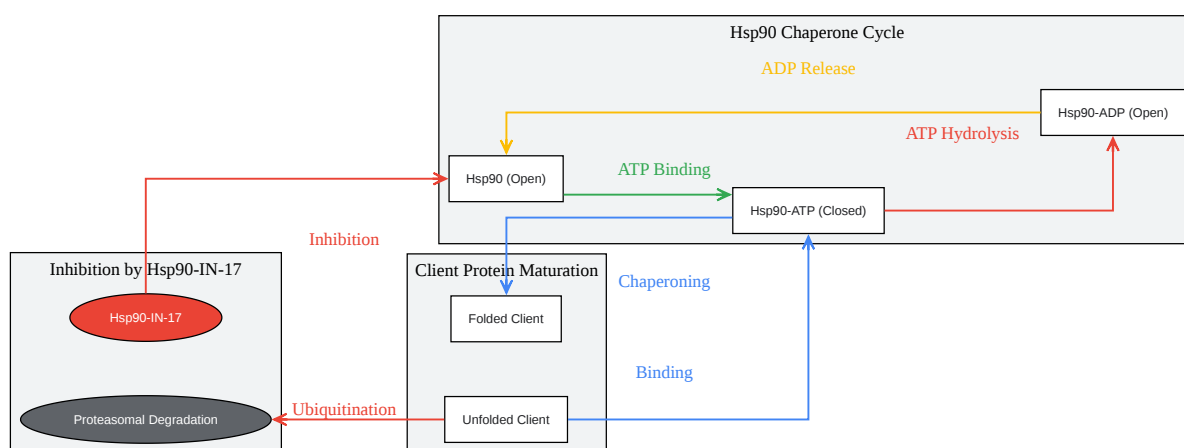 Hsp90 Chaperone Cycle
ADP Release
Hsp90-ADP (Open)
ATP Hydrolysis
Hsp90 (Open)
ATP Binding
Hsp90-ATP (Closed)
Inhibition
Inhibition by Hsp90-IN-17
Client Protein Maturation
Chaperoning
Hsp90-IN-17
Folded Client
Binding
Ubiquitination
Proteasomal Degradation
Unfolded Client